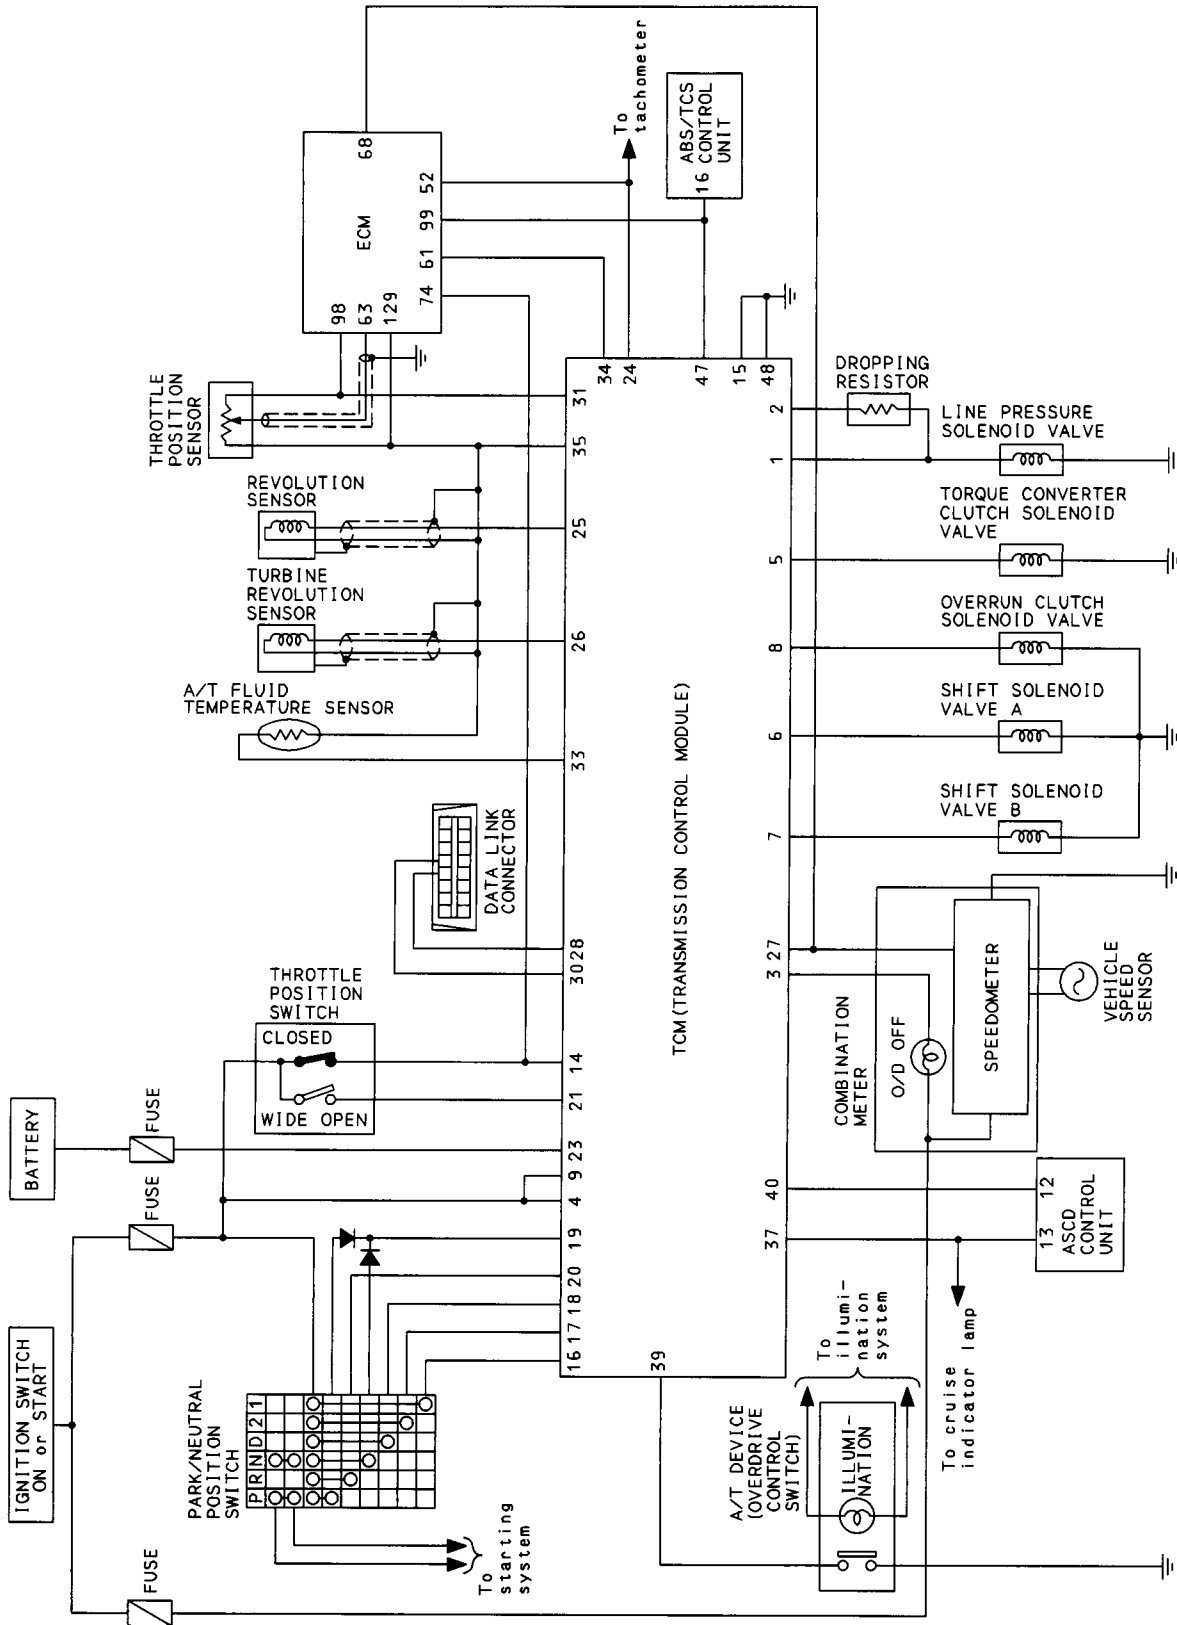 68
52
99
61
74
ECM
98
63
129
To
tachometer
ABS/TCS
CONTROL
UNIT
16
THROTTLE
POSITION
SENSOR
REVOLUTION
SENSOR
TURBINE
REVOLUTION
SENSOR
A/T FLUID
TEMPERATURE SENSOR
31
35
25
26
33
34
24
47
15
48
2
1
5
8
6
7
DROPPING
RESISTOR
LINE PRESSURE
SOLENOID VALVE
TORQUE CONVERTER
CLUTCH SOLENOID
VALVE
OVERRUN CLUTCH
SOLENOID VALVE
SHIFT SOLENOID
VALVE A
SHIFT SOLENOID
VALVE B
TCM(TRANSMISSION CONTROL MODULE)
DATA LINK
CONNECTOR
28
30
THROTTLE
POSITION
SWITCH
CLOSED
WIDE OPEN
14
21
23
9
4
19
20
18
17
16
27
3
40
37
39
COMBINATION
METER
O/D OFF
SPEEDOMETER
VEHICLE
SPEED
SENSOR
12
13
ASCD
CONTROL
UNIT
BATTERY
FUSE
FUSE
FUSE
IGNITION SWITCH
ON or START
PARK/NEUTRAL
POSITION
SWITCH
P R N D 2 1
To
starting
system
A/T DEVICE
(OVERDRIVE
CONTROL
SWITCH)
ILLUMI-
NATION
To
illumi-
nation
system
To cruise
indicator lamp